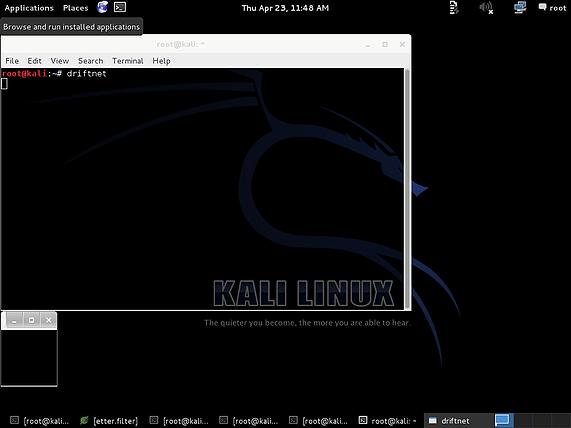 Applications Places Thu Apr 23, 11:48 AM root
Browse and run installed applications
root@kali: ~
File Edit View Search Terminal Help
root@kali:~# driftnet
KALI LINUX
The quieter you become, the more you are able to hear.
[root@kali... [etter.filter] [root@kali... [root@kali... [root@kali... root@kali: ~ driftnet